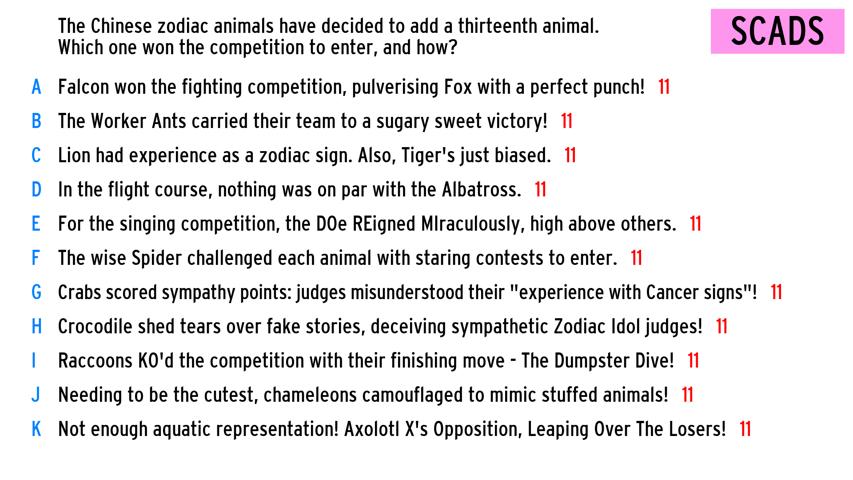 The Chinese zodiac animals have decided to add a thirteenth animal.
Which one won the competition to enter, and how?
SCADS
A Falcon won the fighting competition, pulverising Fox with a perfect punch! 11
B The Worker Ants carried their team to a sugary sweet victory! 11
C Lion had experience as a zodiac sign. Also, Tiger's just biased. 11
D In the flight course, nothing was on par with the Albatross. 11
E For the singing competition, the DOe REigned MIraculously, high above others. 11
F The wise Spider challenged each animal with staring contests to enter. 11
G Crabs scored sympathy points: judges misunderstood their "experience with Cancer signs"! 11
H Crocodile shed tears over fake stories, deceiving sympathetic Zodiac Idol judges! 11
I Raccoons KO'd the competition with their finishing move - The Dumpster Dive! 11
J Needing to be the cutest, chameleons camouflaged to mimic stuffed animals! 11
K Not enough aquatic representation! Axolotl X's Opposition, Leaping Over The Losers! 11